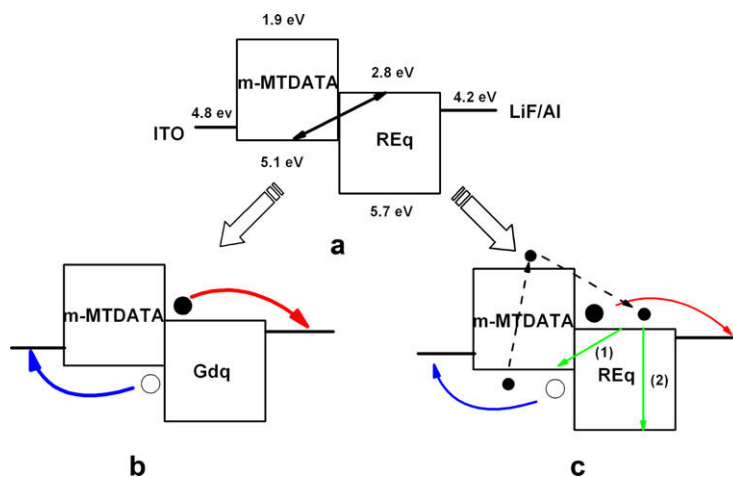 1.9 eV
m-MTDATA
2.8 eV
4.8 ev
4.2 eV
ITO
LiF/Al
REq
5.1 eV
5.7 eV
a
m-MTDATA
Gdq
b
m-MTDATA
(1)
REq
(2)
c